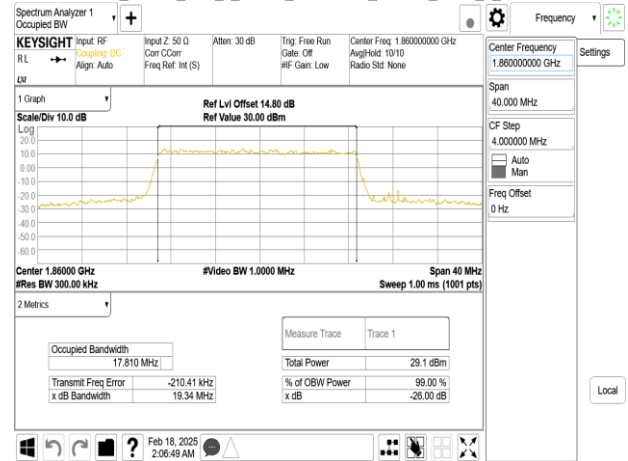 Spectrum Analyzer 1
Occupied BW
Frequency
KEYSIGHT Input: RF
Coupling: DC
Align: Auto
RL
LXI
Input Z: 50 Ω
Corr CCorr
Freq Ref: Int (S)
Atten: 30 dB
Trig: Free Run
Gate: Off
#IF Gain: Low
Center Freq: 1.860000000 GHz
Avg|Hold: 10/10
Radio Std: None
Center Frequency
1.860000000 GHz
Settings
Span
40.000 MHz
CF Step
4.000000 MHz
Auto
Man
Freq Offset
0 Hz
Local
1 Graph
Scale/Div 10.0 dB
Ref Lvl Offset 14.80 dB
Ref Value 30.00 dBm
Log
20.0
10.0
0.00
-10.0
-20.0
-30.0
-40.0
-50.0
-60.0
Center 1.86000 GHz
#Res BW 300.00 kHz
#Video BW 1.0000 MHz
Span 40 MHz
Sweep 1.00 ms (1001 pts)
2 Metrics
Measure Trace Trace 1
Occupied Bandwidth
17.810 MHz
Total Power 29.1 dBm
Transmit Freq Error -210.41 kHz
% of OBW Power 99.00 %
x dB Bandwidth 19.34 MHz
x dB -26.00 dB
Feb 18, 2025
2:06:49 AM